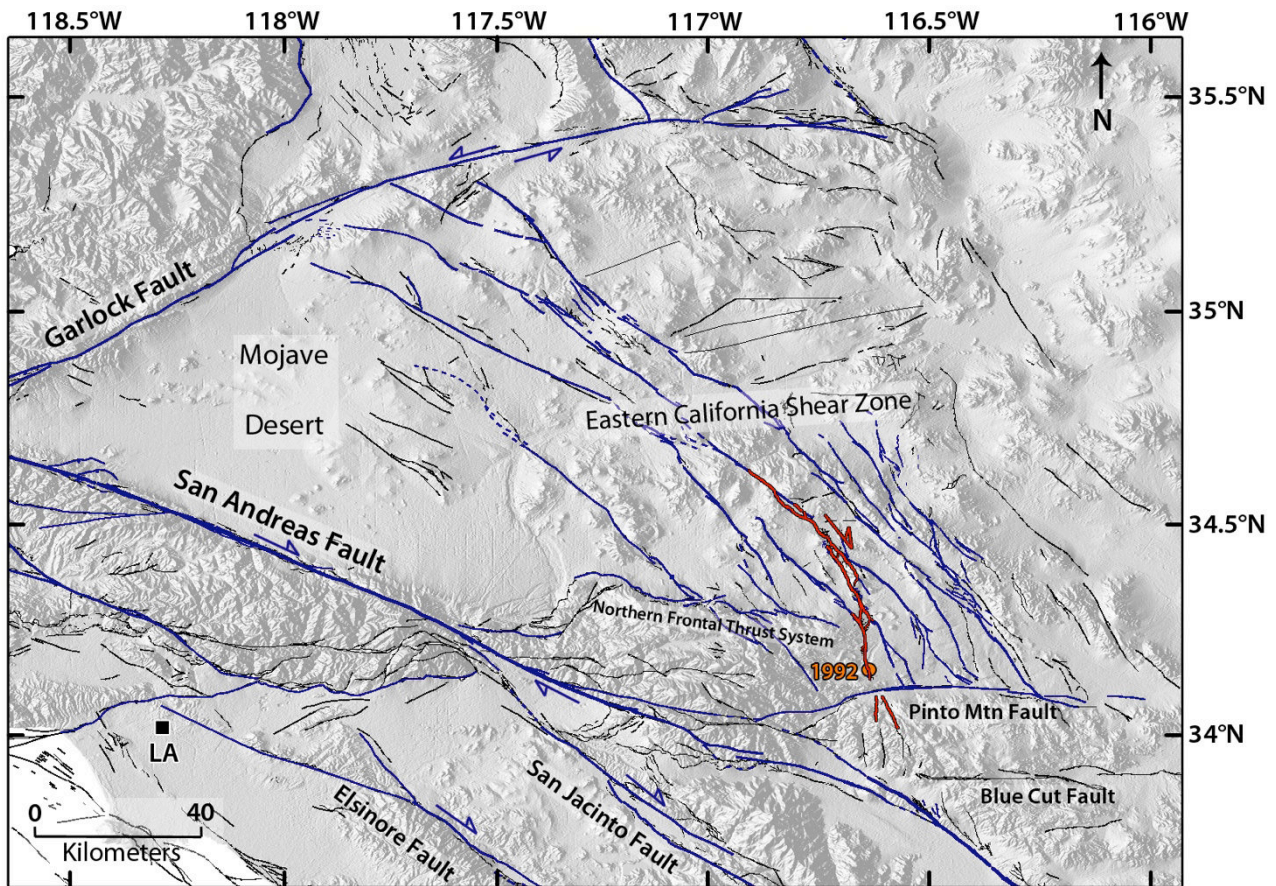 118.5°W
118°W
117.5°W
117°W
116.5°W
116°W
N
35.5°N
Garlock Fault
35°N
Mojave
Desert
Eastern California Shear Zone
San Andreas Fault
34.5°N
Northern Frontal Thrust System
1992
Pinto Mtn Fault
34°N
LA
Blue Cut Fault
San Jacinto Fault
Elsinore Fault
0
40
Kilometers